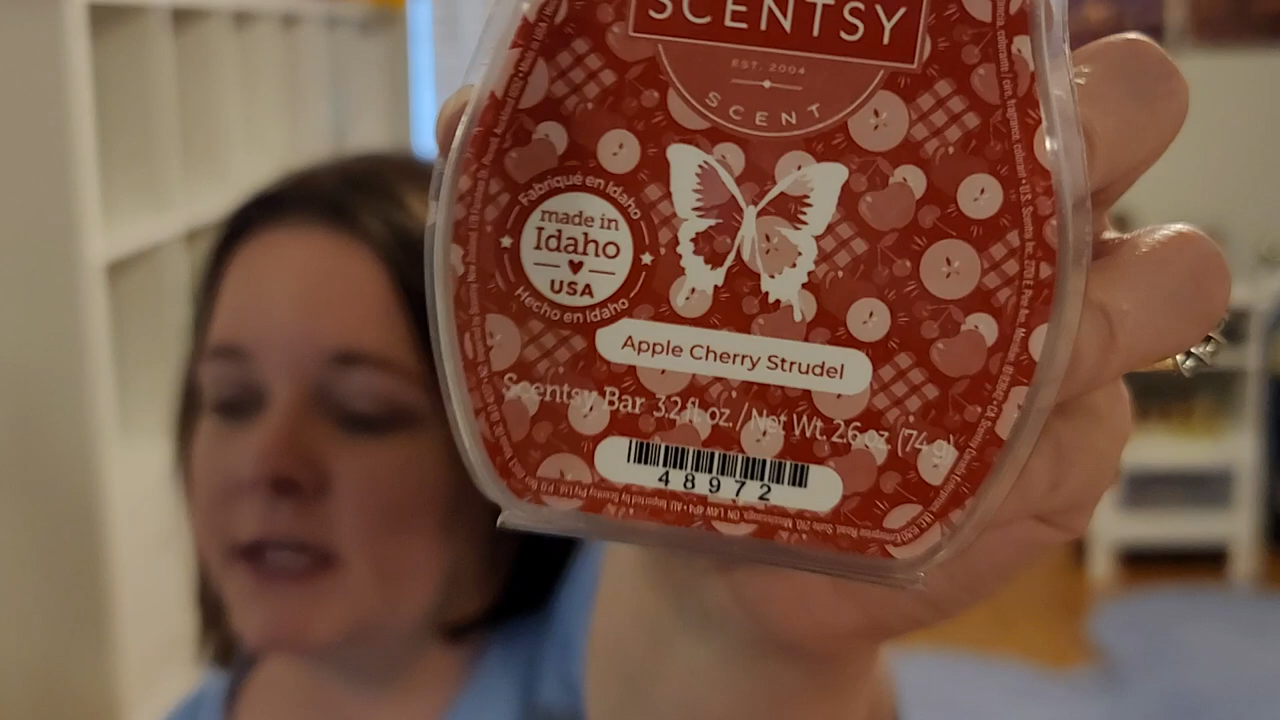 SCENTSY
EST. 2004
SCENT
Fabriqué en Idaho
made in
Idaho
USA
Hecho en Idaho
Apple Cherry Strudel
Scentsy Bar 3.2 fl. oz. / Net Wt. 2.6 oz. (74 g)
48972